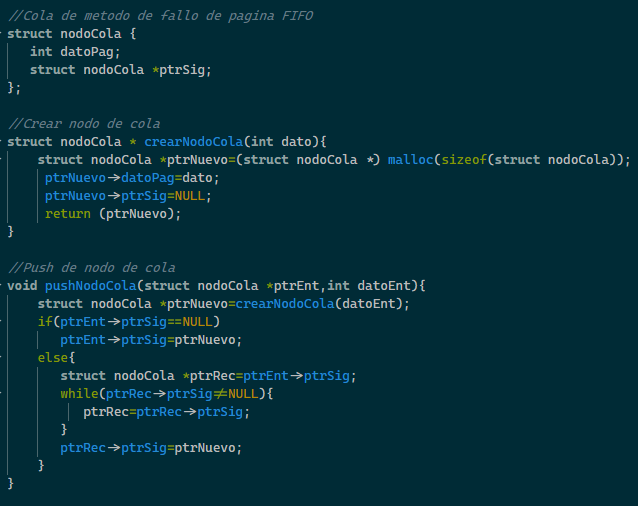 //Cola de metodo de fallo de pagina FIFO
struct nodoCola {
int datoPag;
struct nodoCola *ptrSig;
};
//Crear nodo de cola
struct nodoCola * crearNodoCola(int dato){
struct nodoCola *ptrNuevo=(struct nodoCola *) malloc(sizeof(struct nodoCola));
ptrNuevo->datoPag=dato;
ptrNuevo->ptrSig=NULL;
return (ptrNuevo);
}
//Push de nodo de cola
void pushNodoCola(struct nodoCola *ptrEnt,int datoEnt){
struct nodoCola *ptrNuevo=crearNodoCola(datoEnt);
if(ptrEnt->ptrSig==NULL)
ptrEnt->ptrSig=ptrNuevo;
else{
struct nodoCola *ptrRec=ptrEnt->ptrSig;
while(ptrRec->ptrSig!=NULL){
ptrRec=ptrRec->ptrSig;
}
ptrRec->ptrSig=ptrNuevo;
}
}